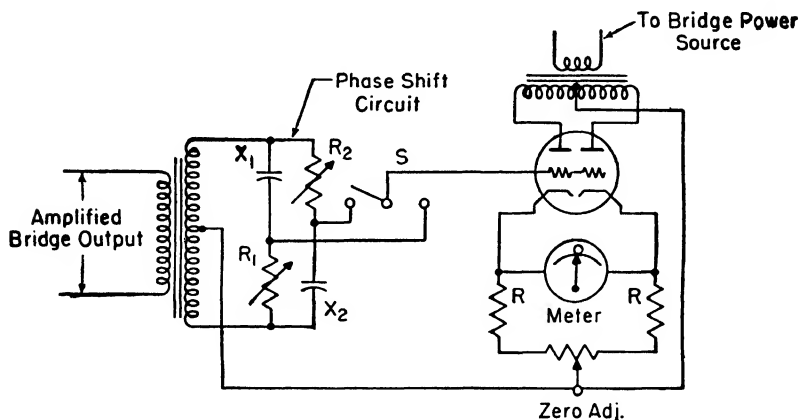 To Bridge Power
Source
Phase Shift
Circuit
X₁
R₂
S
Amplified
Bridge Output
R₁
X₂
R
R
Meter
Zero Adj.